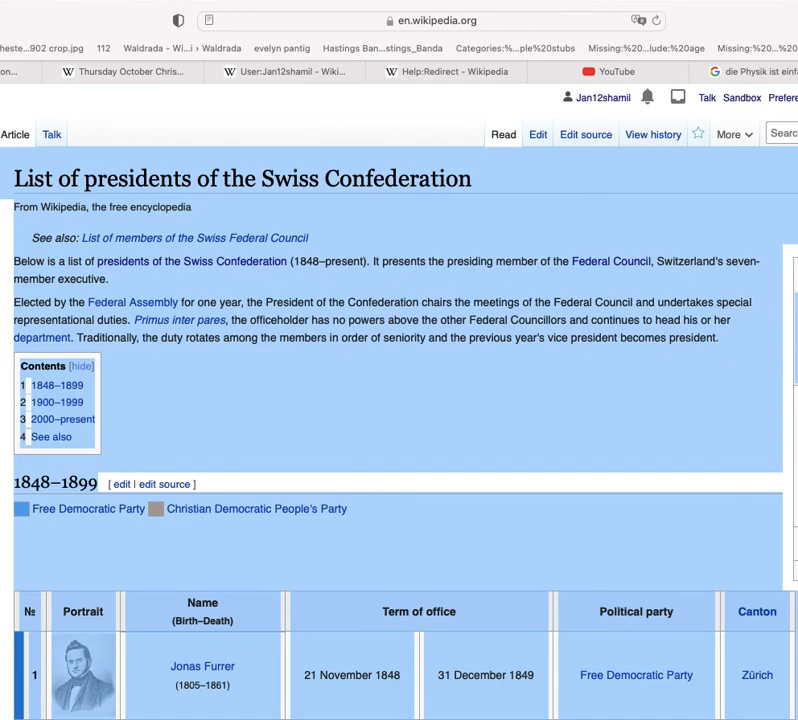 en.wikipedia.org
heste...902 crop.jpg 112 Waldrada - Wi...i › Waldrada evelyn pantig Hastings Ban...stings_Banda Categories:%...ple%20stubs Missing:%20...lude:%20age Missing:%20...%20
on... Thursday October Chris... User:Jan12shamil - Wiki... Help:Redirect - Wikipedia YouTube die Physik ist einf
Jan12shamil Talk Sandbox Prefere
Article Talk Read Edit Edit source View history More Searc
List of presidents of the Swiss Confederation
From Wikipedia, the free encyclopedia
See also: List of members of the Swiss Federal Council
Below is a list of presidents of the Swiss Confederation (1848–present). It presents the presiding member of the Federal Council, Switzerland's seven-
member executive.
Elected by the Federal Assembly for one year, the President of the Confederation chairs the meetings of the Federal Council and undertakes special
representational duties. Primus inter pares, the officeholder has no powers above the other Federal Councillors and continues to head his or her
department. Traditionally, the duty rotates among the members in order of seniority and the previous year's vice president becomes president.
Contents [hide]
1 1848–1899
2 1900–1999
3 2000–present
4 See also
1848–1899 [ edit | edit source ]
Free Democratic Party Christian Democratic People's Party
№ Portrait Name (Birth–Death) Term of office Political party Canton
1 Jonas Furrer (1805–1861) 21 November 1848 31 December 1849 Free Democratic Party Zürich